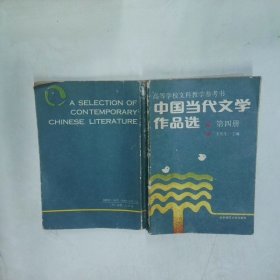 A SELECTION OF
CONTEMPORARY
CHINESE LITERATURE
高等学校文科教学参考书
中国当代文学
作品选
第四册